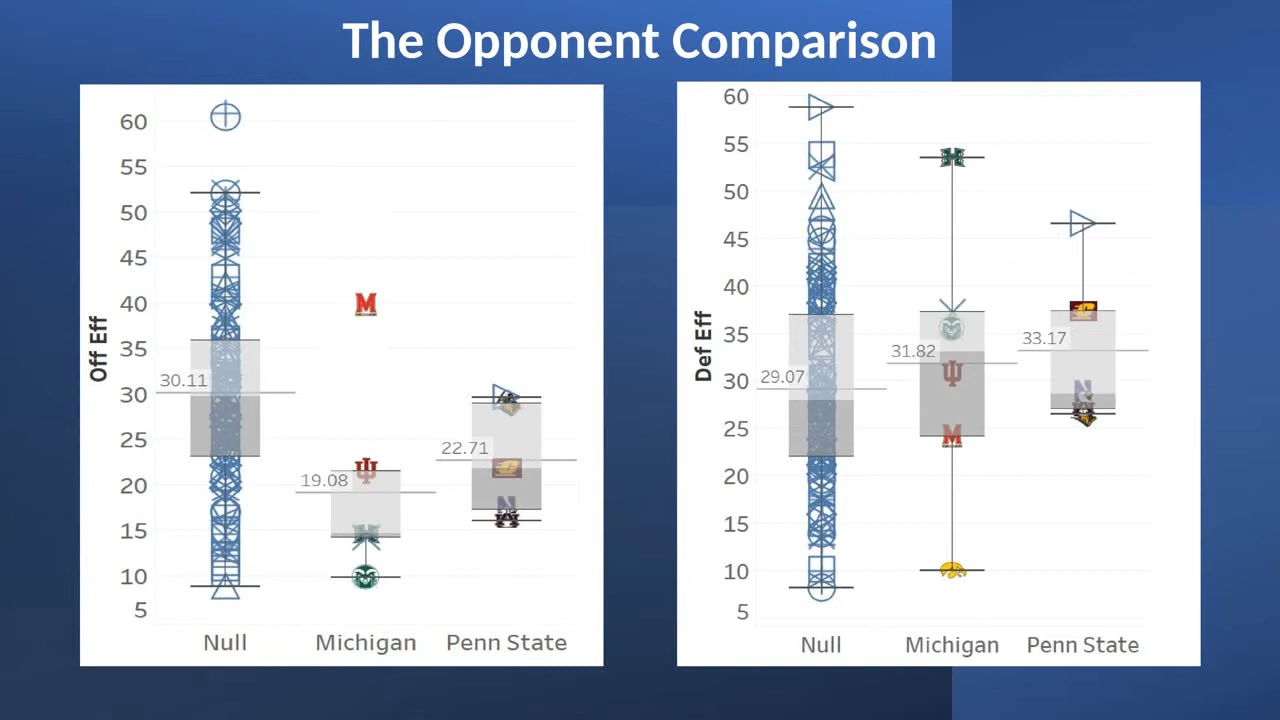 The Opponent Comparison
Off Eff
60
55
50
45
40
35
30
25
20
15
10
5
30.11
19.08
22.71
M
Null
Michigan
Penn State
Def Eff
60
55
50
45
40
35
30
25
20
15
10
5
29.07
31.82
33.17
H
M
N
Null
Michigan
Penn State